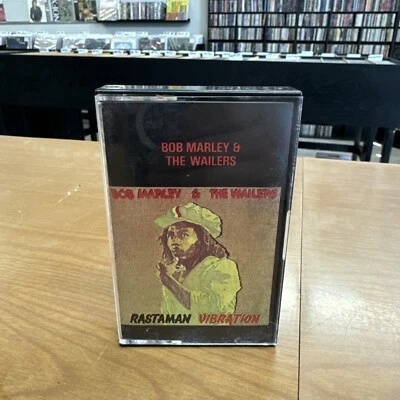 BOB MARLEY &
THE WAILERS
BOB MARLEY & THE WAILERS
RASTAMAN VIBRATION